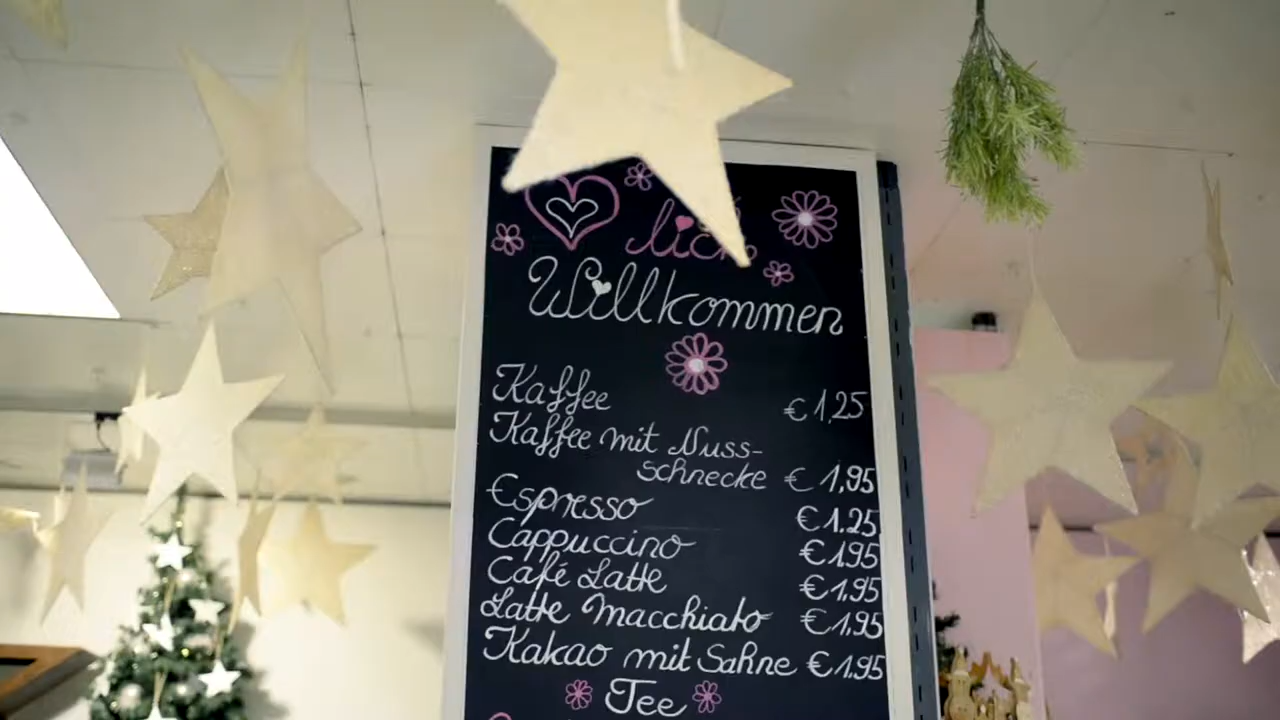 lich
Willkommen
Kaffee € 1,25
Kaffee mit Nuss-
schnecke € 1,95
Espresso € 1.25
Cappuccino € 1.95
Café Latte € 1.95
Latte Macchiato € 1,95
Kakao mit Sahne € 1.95
Tee